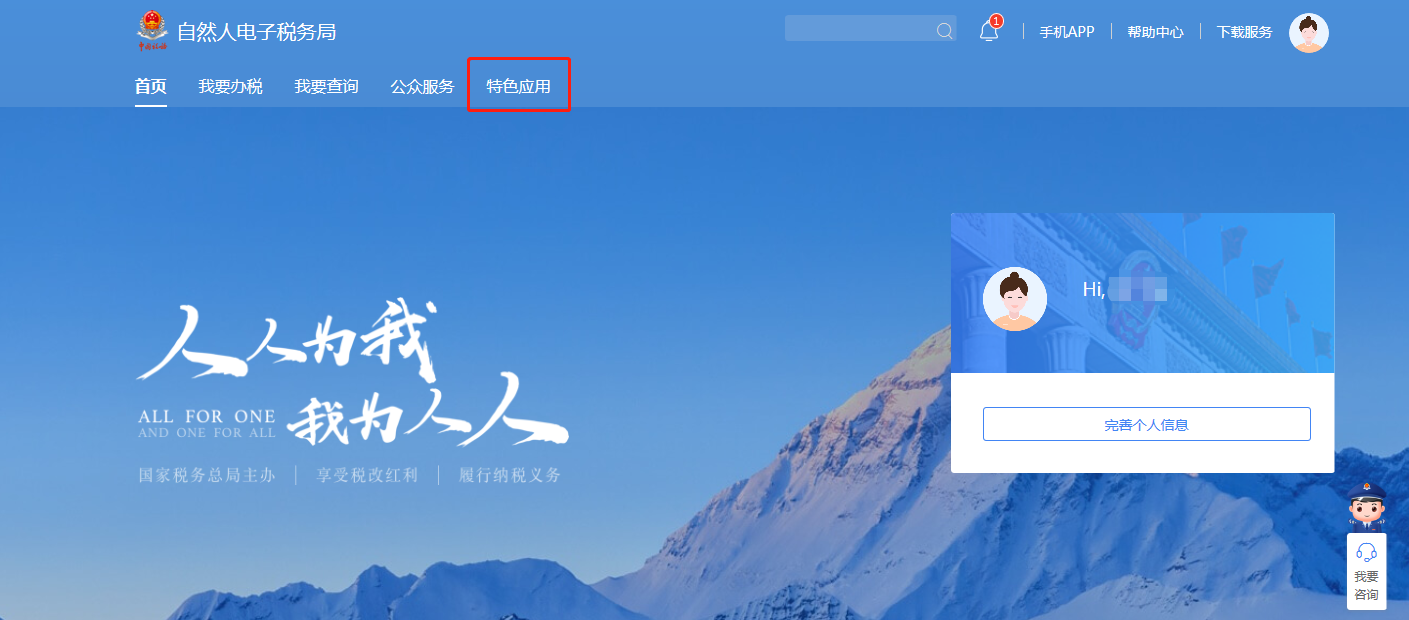 自然人电子税务局
1
手机APP
帮助中心
下载服务
首页
我要办税
我要查询
公众服务
特色应用
Hi,
人人为我
ALL FOR ONE
AND ONE FOR ALL
我为人人
国家税务总局主办
享受税改红利
履行纳税义务
完善个人信息
我要
咨询